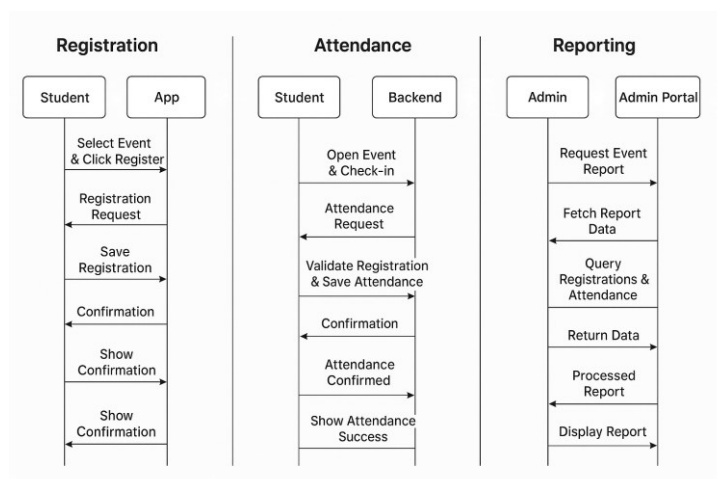 Registration
Student
App
Select Event
& Click Register
Registration
Request
Save
Registration
Confirmation
Show
Confirmation
Show
Confirmation
Attendance
Student
Backend
Open Event
& Check-in
Attendance
Request
Validate Registration
& Save Attendance
Confirmation
Attendance
Confirmed
Show Attendance
Success
Reporting
Admin
Admin Portal
Request Event
Report
Fetch Report
Data
Query
Registrations &
Attendance
Return Data
Processed
Report
Display Report